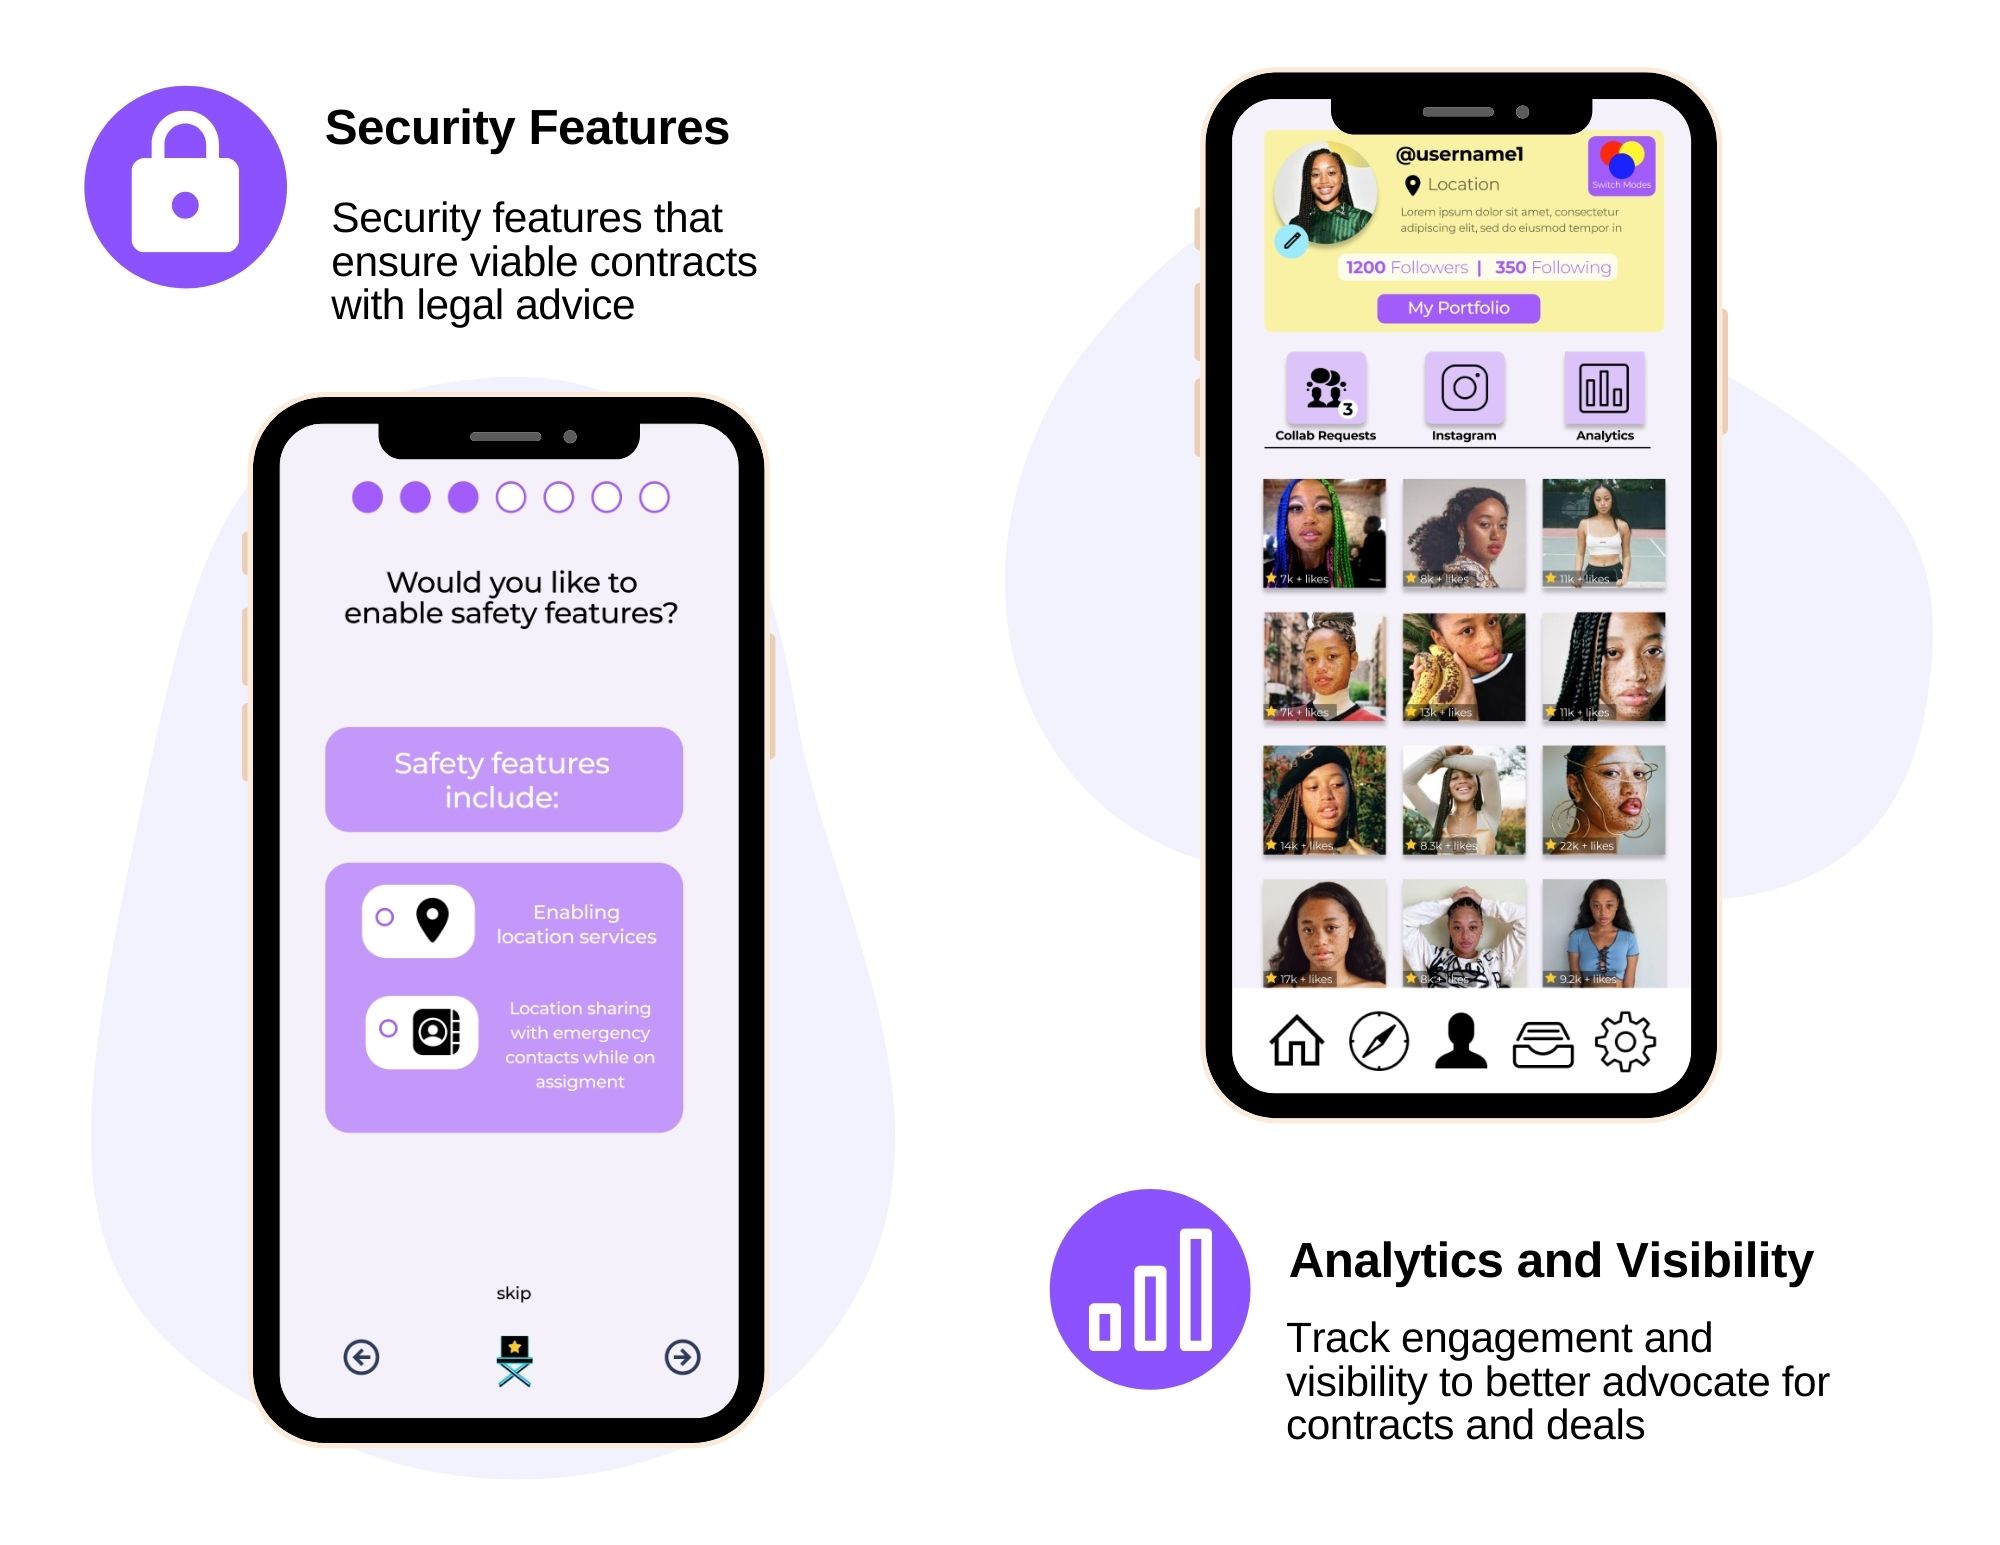 Security Features
Security features that
ensure viable contracts
with legal advice
Would you like to
enable safety features?
Safety features
include:
Enabling
location services
Location sharing
with emergency
contacts while on
assigment
skip
@username1
Location
Switch Modes
Lorem ipsum dolor sit amet, consectetur
adipiscing elit, sed do eiusmod tempor in
1200 Followers | 350 Following
My Portfolio
3
Collab Requests
Instagram
Analytics
7k + likes
8k + likes
11k + likes
7k + likes
13k + likes
11k + likes
14k + likes
8.3k + likes
22k + likes
17k + likes
8k + likes
9.2k + likes
Analytics and Visibility
Track engagement and
visibility to better advocate for
contracts and deals